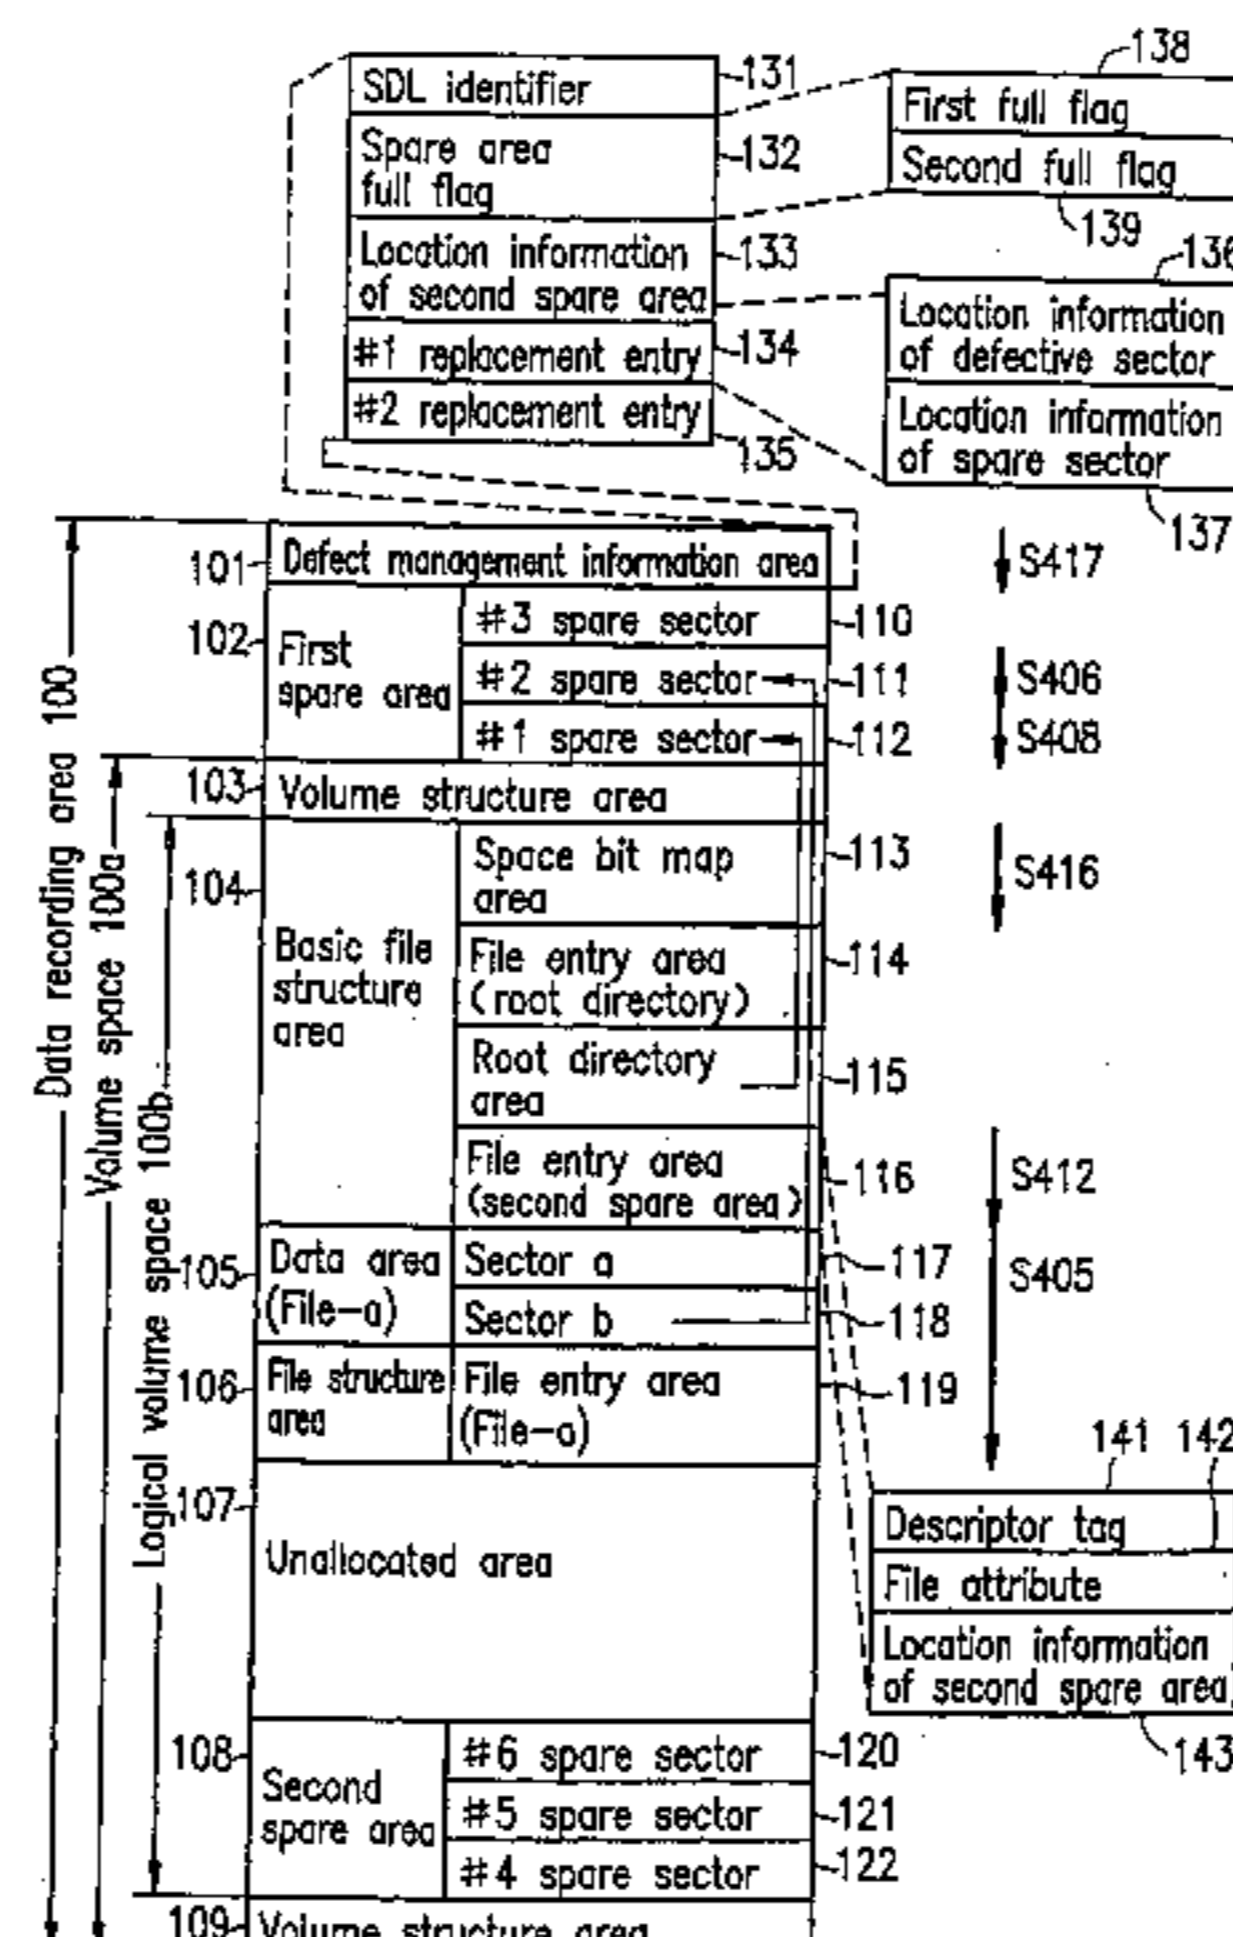 138
SDL identifier
131
First full flag
Spare area
full flag
132
Second full flag
139
Location information
of second spare area
133
136
Location information
of defective sector
#1 replacement entry
134
Location information
of spare sector
#2 replacement entry
135
137
101
Defect management information area
S417
102
First
spare area
#3 spare sector
110
#2 spare sector
111
S406
#1 spare sector
112
S408
103
Volume structure area
Data recording area 100
Volume space 100a
Logical volume space 100b
104
Basic file
structure
area
Space bit map
area
113
S416
File entry area
(root directory)
114
Root directory
area
115
File entry area
(second spare area)
116
S412
105
Data area
(File-a)
Sector a
117
S405
Sector b
118
106
File structure
area
File entry area
(File-a)
119
141 142
107
Unallocated area
Descriptor tag
File attribute
Location information
of second spare area
143
108
Second
spare area
#6 spare sector
120
#5 spare sector
121
#4 spare sector
122
109
Volume structure area